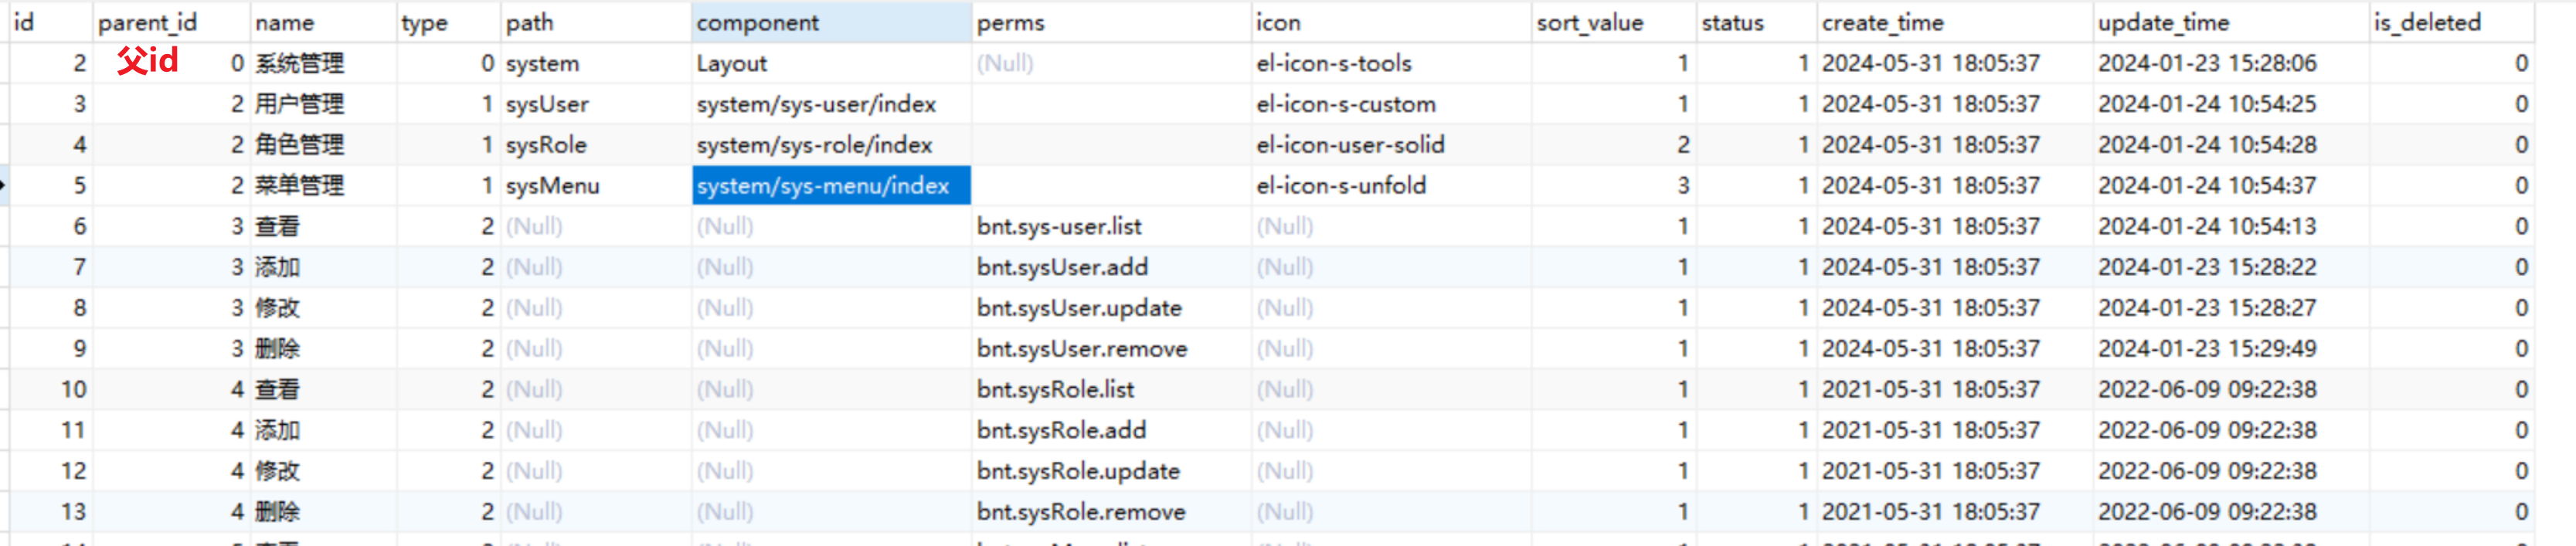 id parent_id name type path component perms icon sort_value status create_time update_time is_deleted
2 父id 0 系统管理 0 system Layout (Null) el-icon-s-tools 1 1 2024-05-31 18:05:37 2024-01-23 15:28:06 0
3 2 用户管理 1 sysUser system/sys-user/index el-icon-s-custom 1 1 2024-05-31 18:05:37 2024-01-24 10:54:25 0
4 2 角色管理 1 sysRole system/sys-role/index el-icon-user-solid 2 1 2024-05-31 18:05:37 2024-01-24 10:54:28 0
5 2 菜单管理 1 sysMenu system/sys-menu/index el-icon-s-unfold 3 1 2024-05-31 18:05:37 2024-01-24 10:54:37 0
6 3 查看 2 (Null) (Null) bnt.sys-user.list (Null) 1 1 2024-05-31 18:05:37 2024-01-24 10:54:13 0
7 3 添加 2 (Null) (Null) bnt.sysUser.add (Null) 1 1 2024-05-31 18:05:37 2024-01-23 15:28:22 0
8 3 修改 2 (Null) (Null) bnt.sysUser.update (Null) 1 1 2024-05-31 18:05:37 2024-01-23 15:28:27 0
9 3 删除 2 (Null) (Null) bnt.sysUser.remove (Null) 1 1 2024-05-31 18:05:37 2024-01-23 15:29:49 0
10 4 查看 2 (Null) (Null) bnt.sysRole.list (Null) 1 1 2021-05-31 18:05:37 2022-06-09 09:22:38 0
11 4 添加 2 (Null) (Null) bnt.sysRole.add (Null) 1 1 2021-05-31 18:05:37 2022-06-09 09:22:38 0
12 4 修改 2 (Null) (Null) bnt.sysRole.update (Null) 1 1 2021-05-31 18:05:37 2022-06-09 09:22:38 0
13 4 删除 2 (Null) (Null) bnt.sysRole.remove (Null) 1 1 2021-05-31 18:05:37 2022-06-09 09:22:38 0